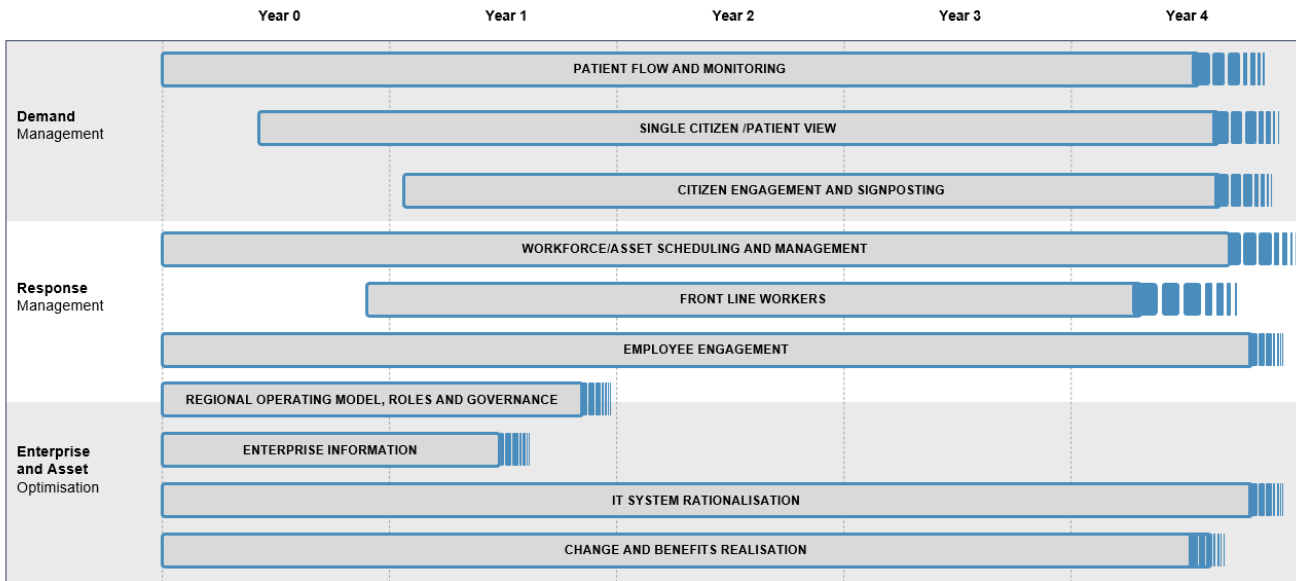 Year 0 Year 1 Year 2 Year 3 Year 4
PATIENT FLOW AND MONITORING
Demand
Management
SINGLE CITIZEN /PATIENT VIEW
CITIZEN ENGAGEMENT AND SIGNPOSTING
WORKFORCE/ASSET SCHEDULING AND MANAGEMENT
Response
Management
FRONT LINE WORKERS
EMPLOYEE ENGAGEMENT
REGIONAL OPERATING MODEL, ROLES AND GOVERNANCE
Enterprise
and Asset
Optimisation
ENTERPRISE INFORMATION
IT SYSTEM RATIONALISATION
CHANGE AND BENEFITS REALISATION